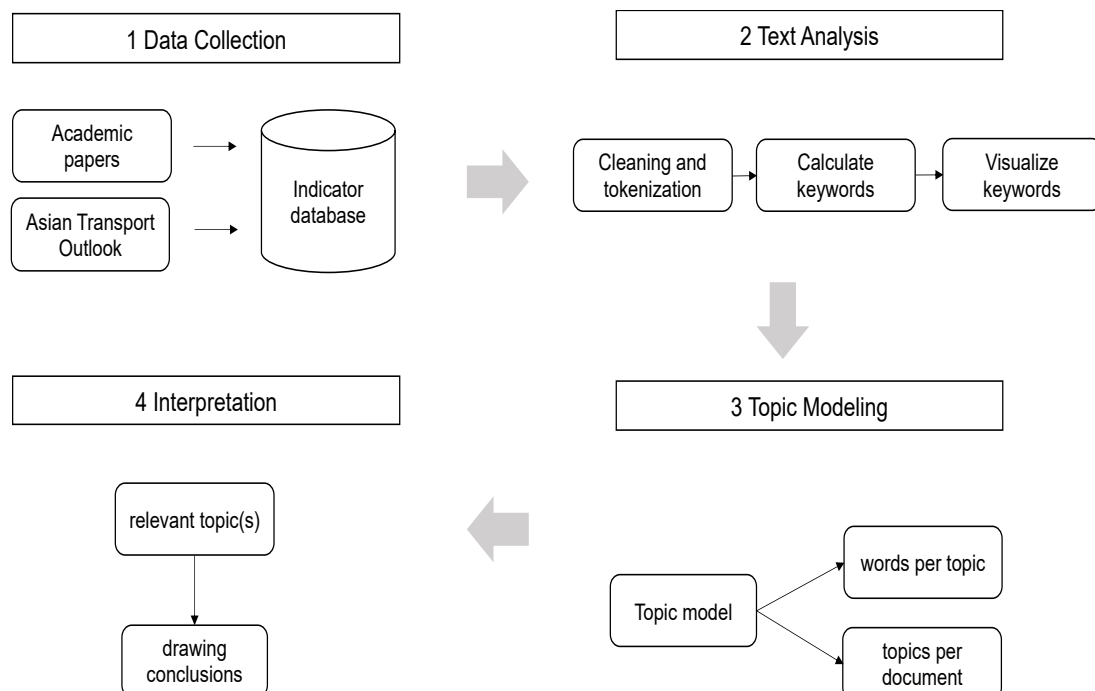 1 Data Collection
Academic
papers
Asian Transport
Outlook
Indicator
database
2 Text Analysis
Cleaning and
tokenization
Calculate
keywords
Visualize
keywords
3 Topic Modeling
Topic model
words per topic
topics per
document
4 Interpretation
relevant topic(s)
drawing
conclusions